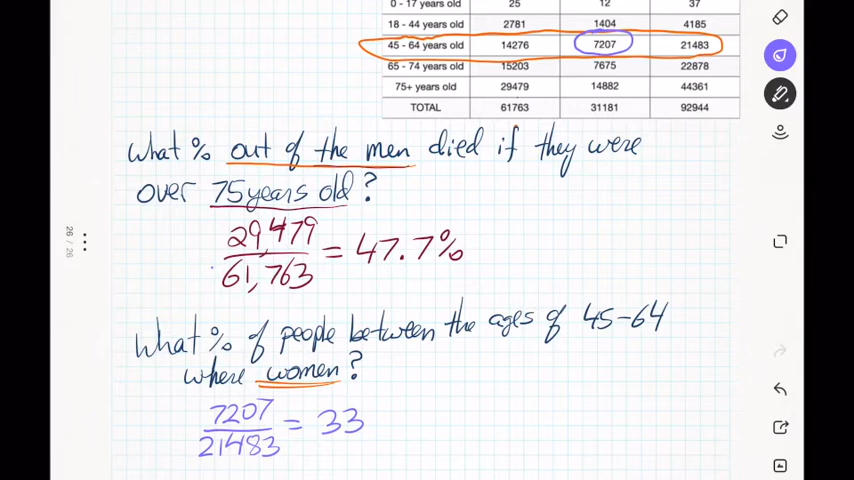 0 - 17 years old 25 12 37
18 - 44 years old 2781 1404 4185
45 - 64 years old 14276 7207 21483
65 - 74 years old 15203 7675 22878
75+ years old 29479 14882 44361
TOTAL 61763 31181 92944
What % out of the men died if they were
over 75 years old?
29,479
61,763
= 47.7%
What % of people between the ages of 45-64
where women?
7207
21483
= 33
26 / 26